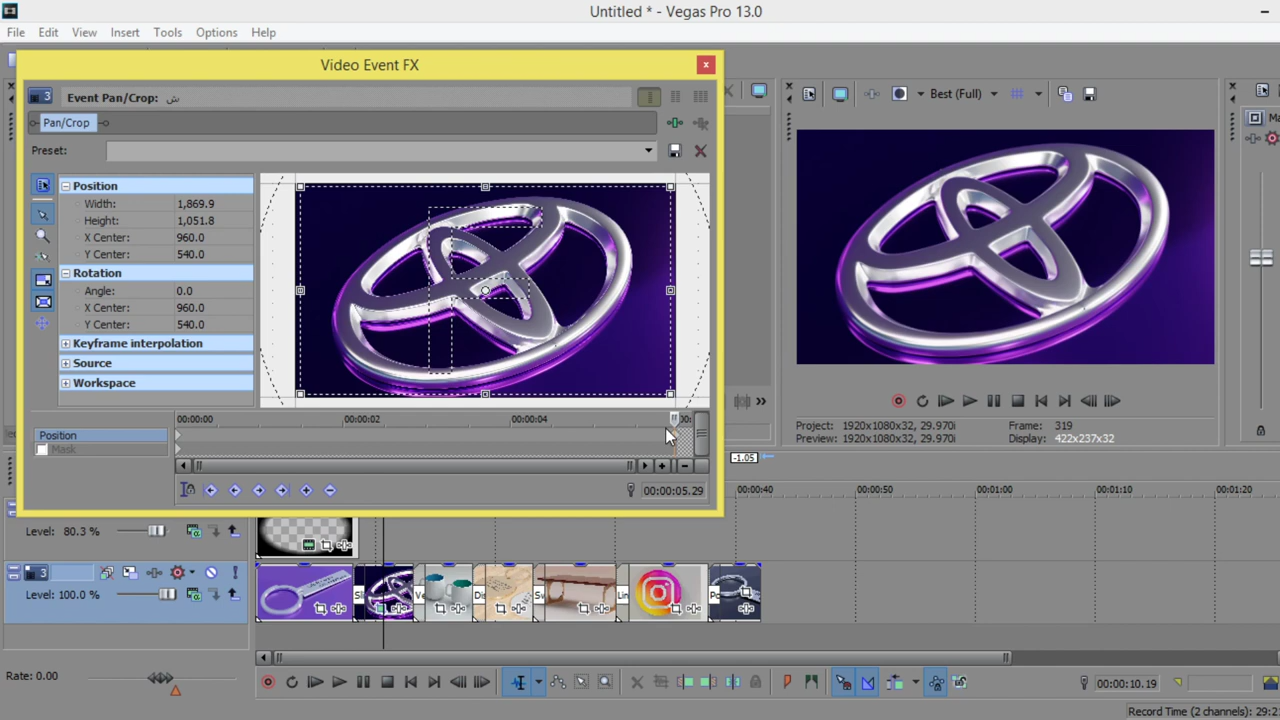 Untitled * - Vegas Pro 13.0
File Edit View Insert Tools Options Help
Video Event FX
x
3 Event Pan/Crop: ش
Pan/Crop
Preset:
Position
Width: 1,869.9
Height: 1,051.8
X Center: 960.0
Y Center: 540.0
Rotation
Angle: 0.0
X Center: 960.0
Y Center: 540.0
Keyframe interpolation
Source
Workspace
00:00:00 00:00:02 00:00:04
Position
Mask
00:00:05.29
Best (Full)
Project: 1920x1080x32, 29.970i
Frame: 319
Preview: 1920x1080x32, 29.970i
Display: 422x237x32
-1.05
00:00:40 00:00:50 00:01:00 00:01:10 00:01:20
Level: 80.3 %
3
Level: 100.0 %
Rate: 0.00
00:00:10.19
Record Time (2 channels): 29:2